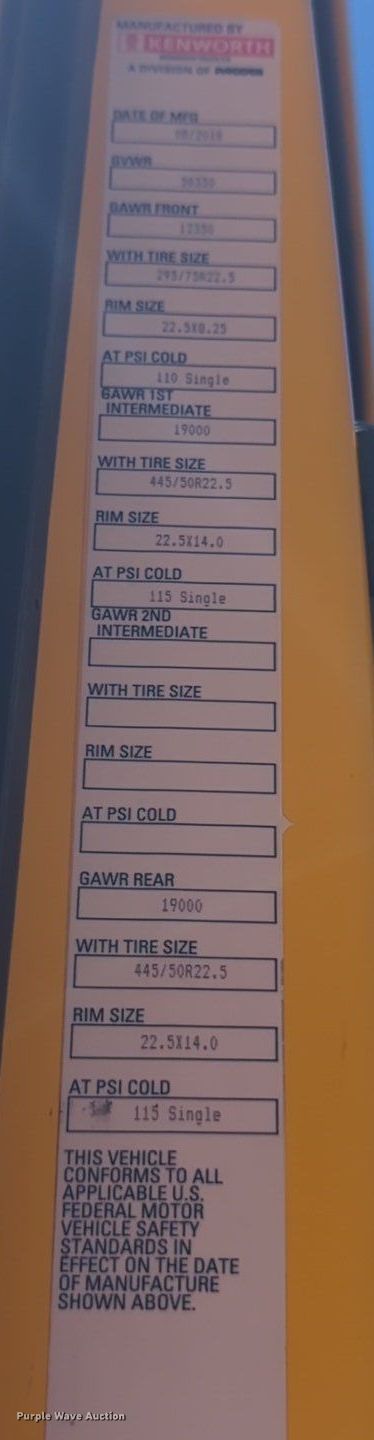 MANUFACTURED BY
KENWORTH
A DIVISION OF PACCAR
DATE OF MFG
08/2018
GVWR
50350
GAWR FRONT
12350
WITH TIRE SIZE
295/75R22.5
RIM SIZE
22.5X8.25
AT PSI COLD
110 Single
GAWR 1ST
INTERMEDIATE
19000
WITH TIRE SIZE
445/50R22.5
RIM SIZE
22.5X14.0
AT PSI COLD
115 Single
GAWR 2ND
INTERMEDIATE
WITH TIRE SIZE
RIM SIZE
AT PSI COLD
GAWR REAR
19000
WITH TIRE SIZE
445/50R22.5
RIM SIZE
22.5X14.0
AT PSI COLD
115 Single
THIS VEHICLE
CONFORMS TO ALL
APPLICABLE U.S.
FEDERAL MOTOR
VEHICLE SAFETY
STANDARDS IN
EFFECT ON THE DATE
OF MANUFACTURE
SHOWN ABOVE.
Purple Wave Auction